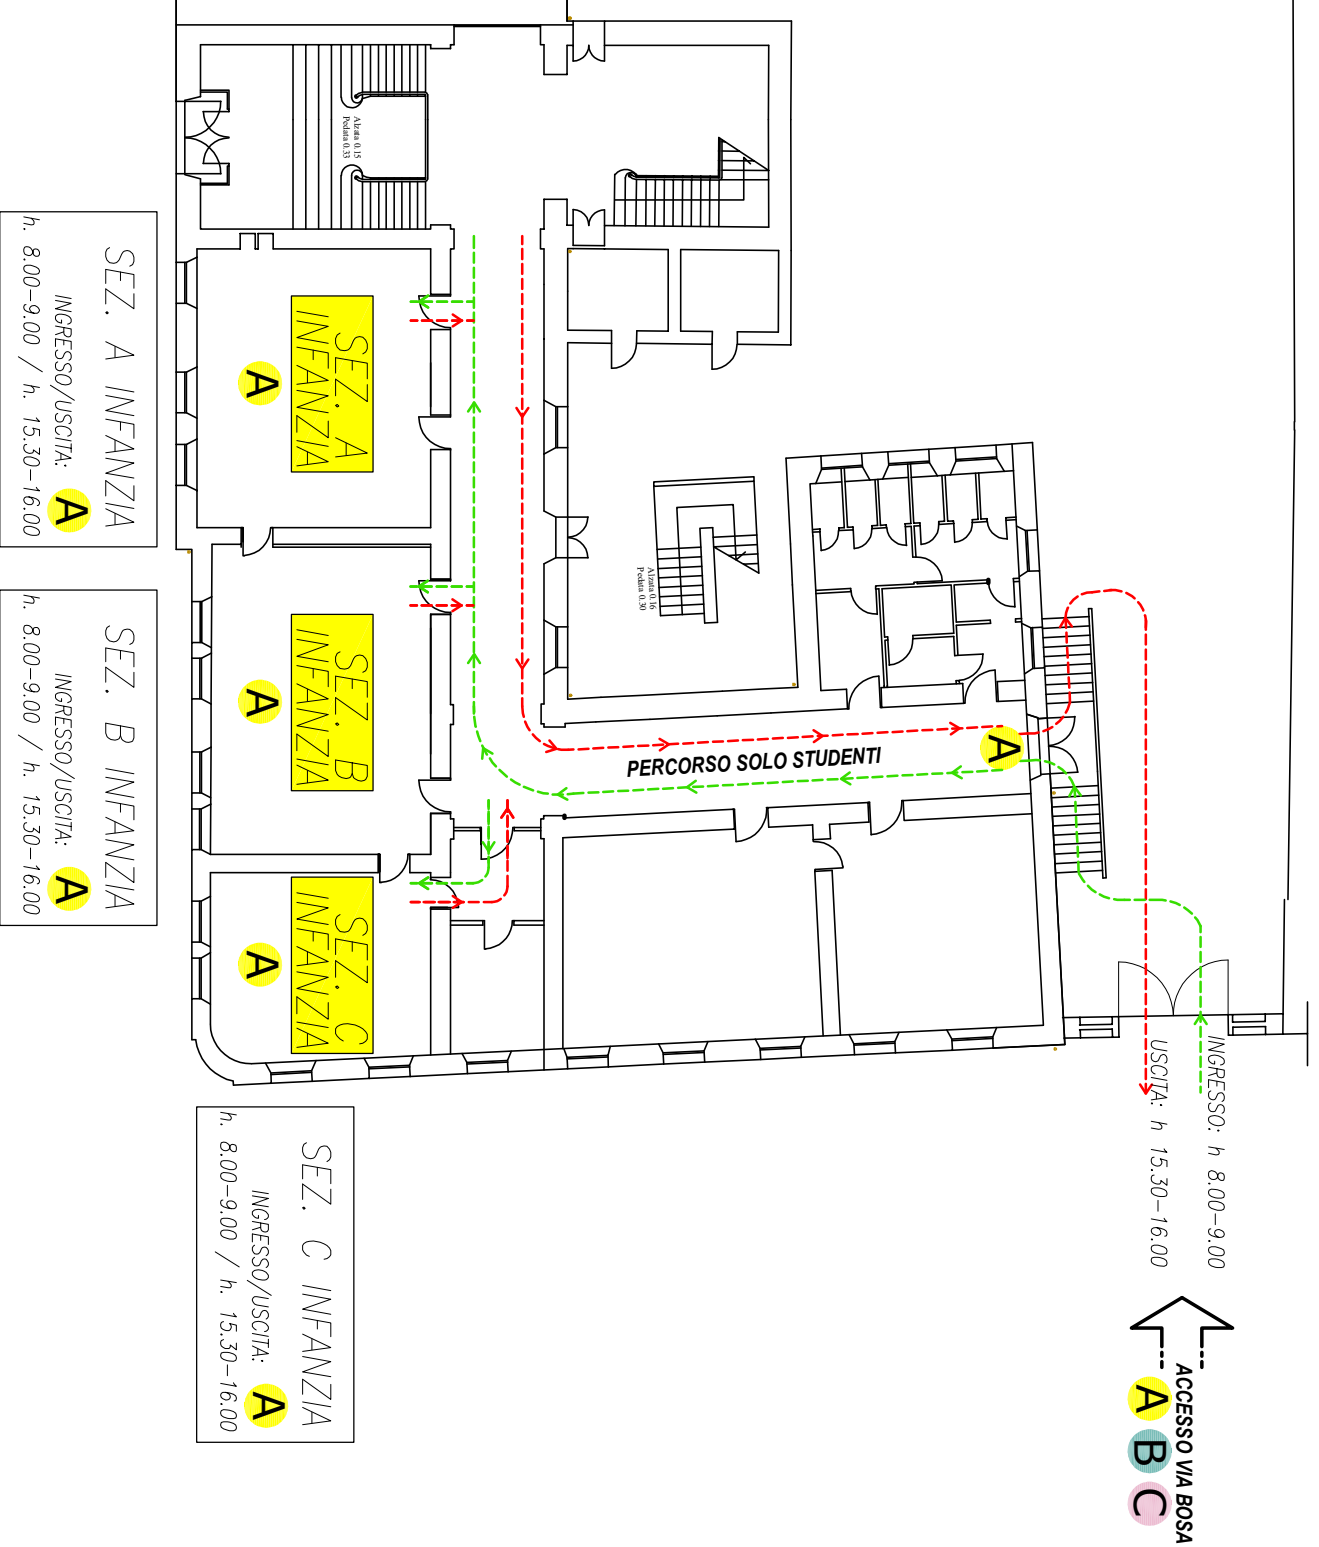 Alzata 0.15
Pedata 0.33
Alzata 0.16
Pedata 0.30
SEZ. A
INFANZIA
A
SEZ. B
INFANZIA
A
SEZ. C
INFANZIA
A
PERCORSO SOLO STUDENTI
A
SEZ. A INFANZIA
INGRESSO/USCITA: A
h. 8.00-9.00 / h. 15.30-16.00
SEZ. B INFANZIA
INGRESSO/USCITA: A
h. 8.00-9.00 / h. 15.30-16.00
SEZ. C INFANZIA
INGRESSO/USCITA: A
h. 8.00-9.00 / h. 15.30-16.00
INGRESSO: h 8.00-9.00
USCITA: h 15.30-16.00
ACCESSO VIA BOSA
A B C